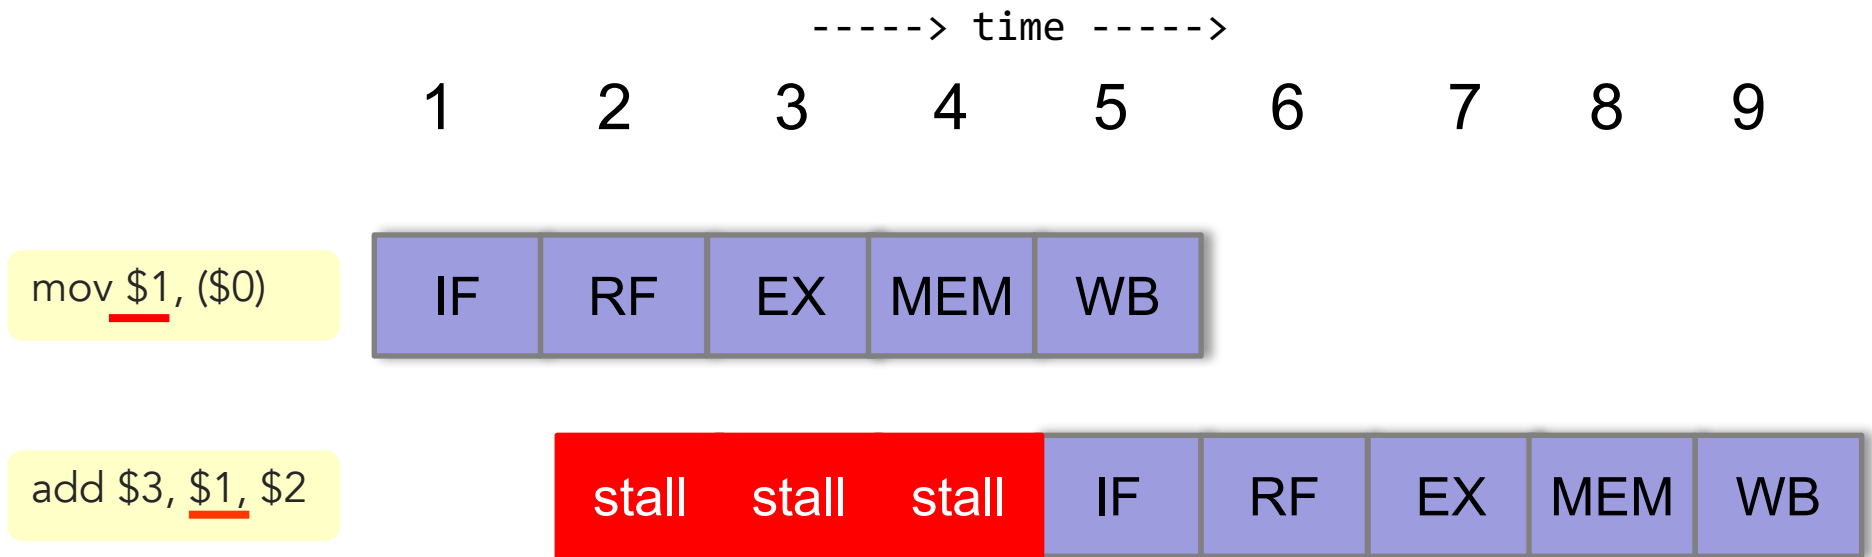 -----> time ----->
1 2 3 4 5 6 7 8 9
mov $1, ($0) IF RF EX MEM WB
add $3, $1, $2 stall stall stall IF RF EX MEM WB